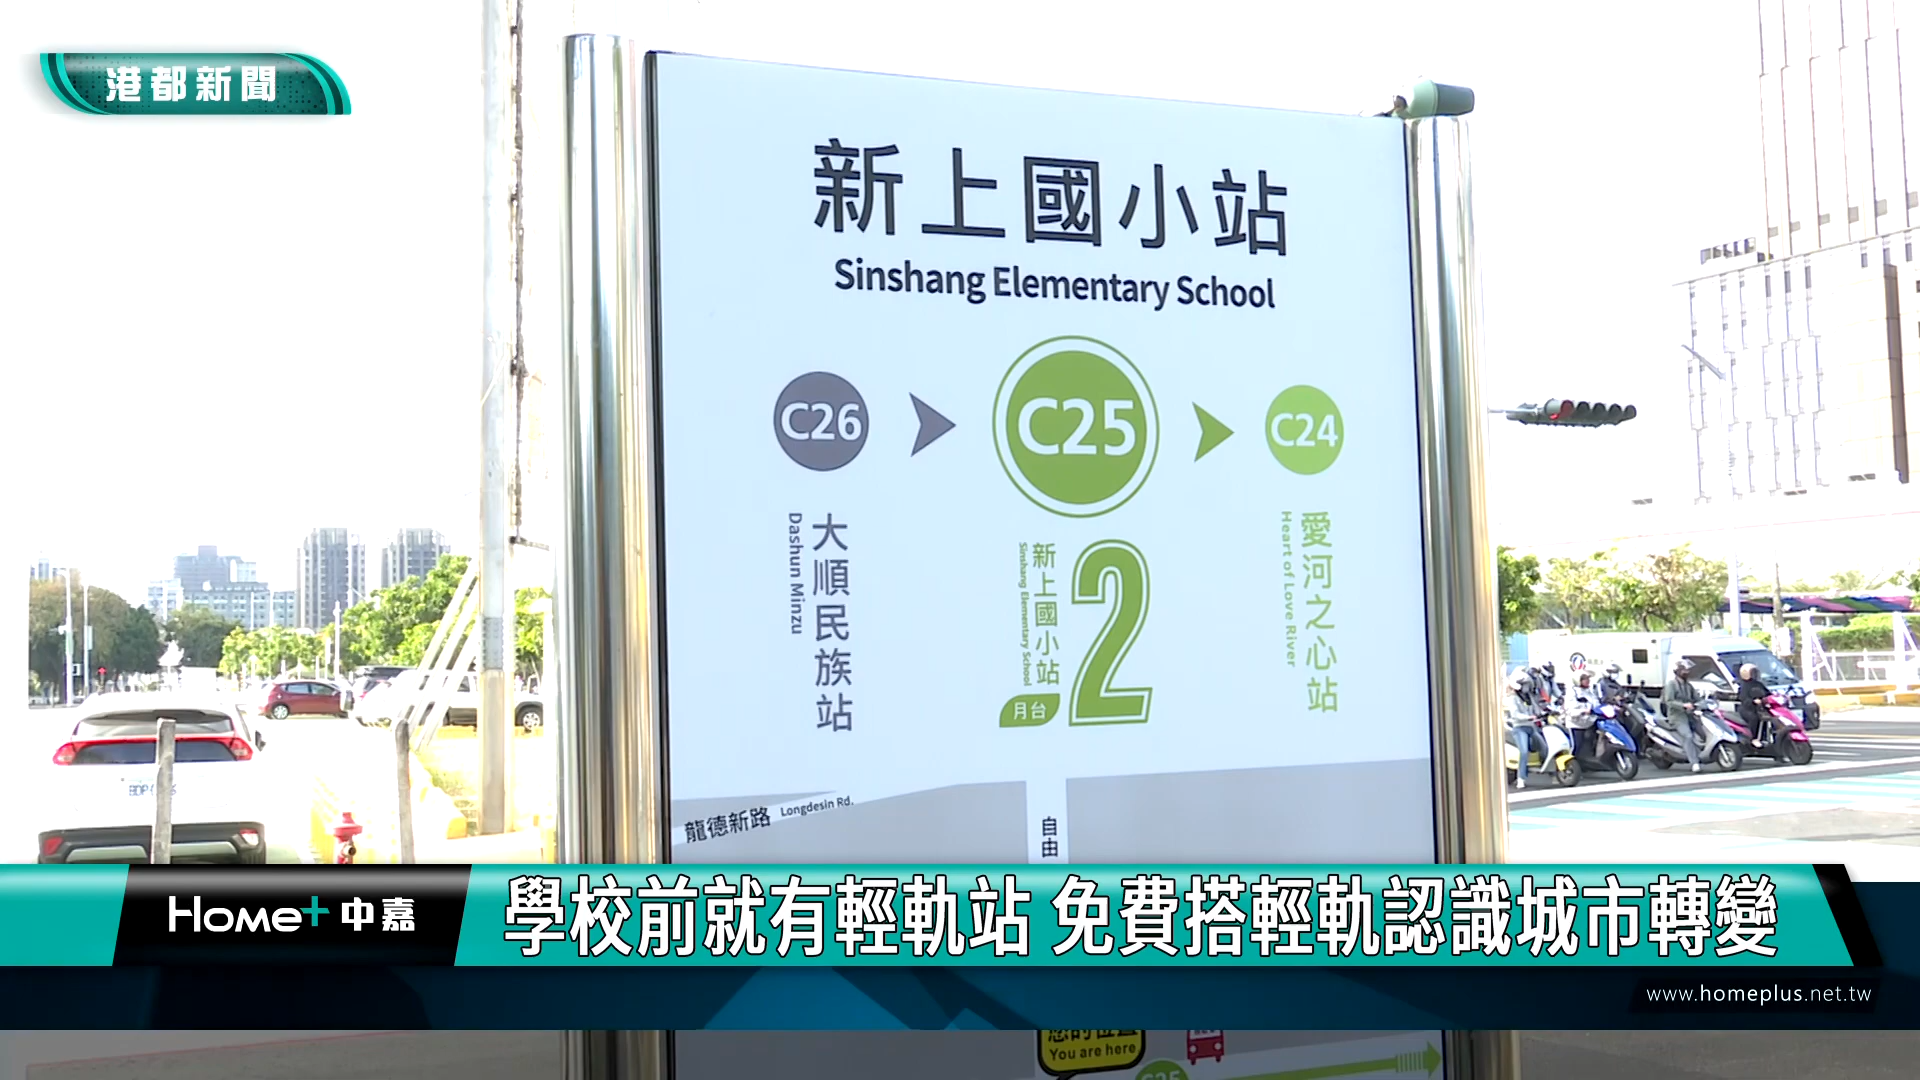 港都新聞
新上國小站
Sinshang Elementary School
C26
C25
C24
大順民族站
Dashun Minzu
新上國小站
Sinshang Elementary School
月台
2
愛河之心站
Heart of Love River
龍德新路 Longdesin Rd.
自由
Home+ 中嘉
學校前就有輕軌站 免費搭輕軌認識城市轉變
www.homeplus.net.tw
您的位置
You are here
C25